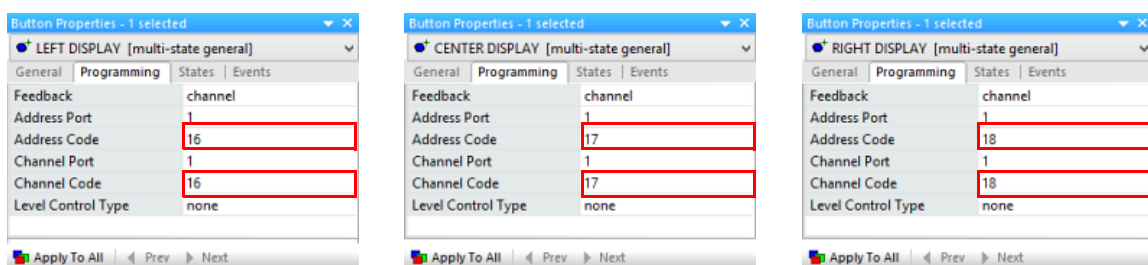 Button Properties - 1 selected
LEFT DISPLAY [multi-state general]
General Programming States Events
Feedback channel
Address Port 1
Address Code 16
Channel Port 1
Channel Code 16
Level Control Type none
Apply To All Prev Next
Button Properties - 1 selected
CENTER DISPLAY [multi-state general]
General Programming States Events
Feedback channel
Address Port 1
Address Code 17
Channel Port 1
Channel Code 17
Level Control Type none
Apply To All Prev Next
Button Properties - 1 selected
RIGHT DISPLAY [multi-state general]
General Programming States Events
Feedback channel
Address Port 1
Address Code 18
Channel Port 1
Channel Code 18
Level Control Type none
Apply To All Prev Next